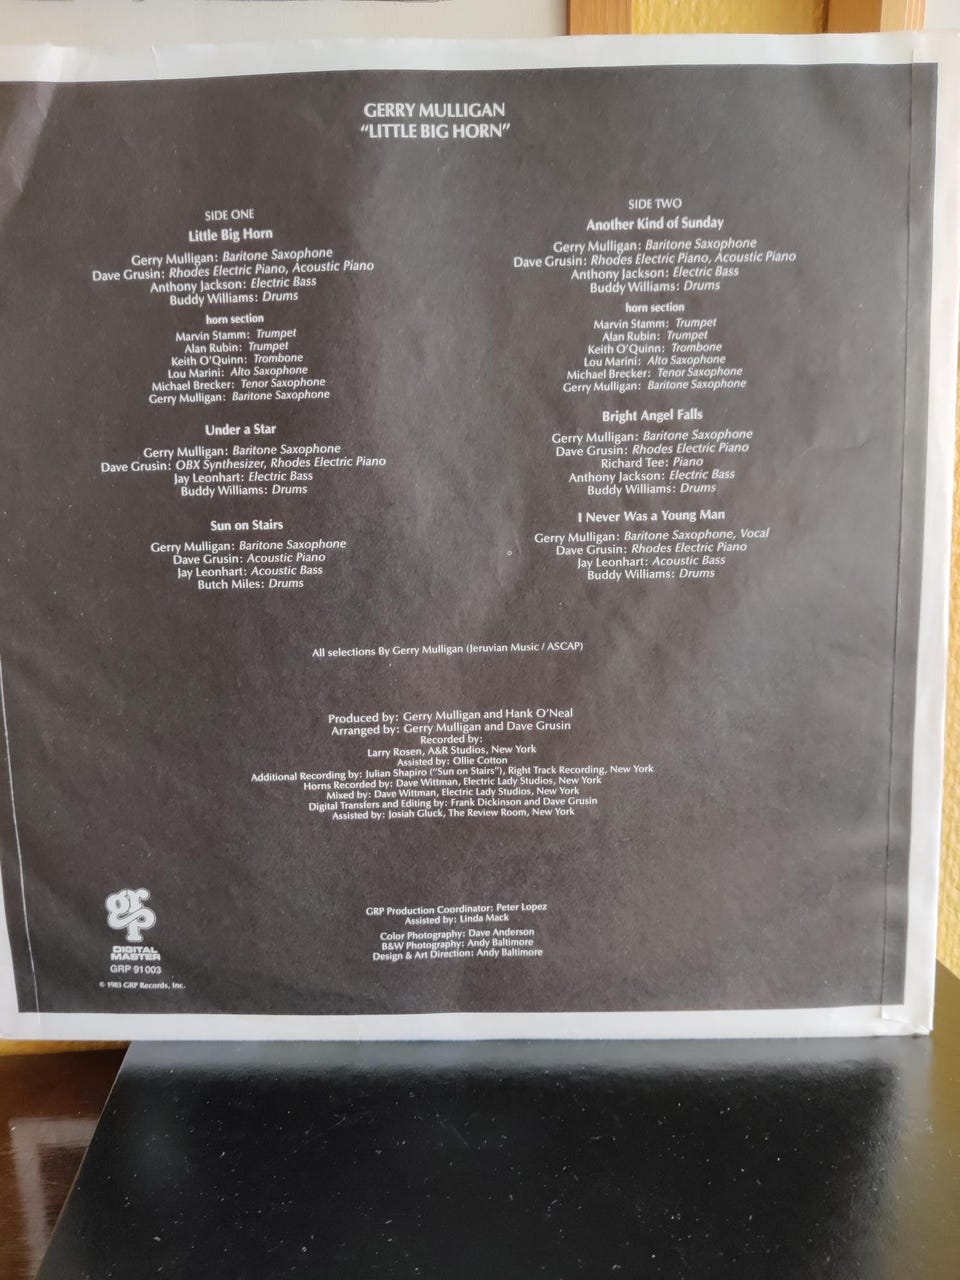 GERRY MULLIGAN
"LITTLE BIG HORN"
SIDE ONE
Little Big Horn
Gerry Mulligan: Baritone Saxophone
Dave Grusin: Rhodes Electric Piano, Acoustic Piano
Anthony Jackson: Electric Bass
Buddy Williams: Drums
horn section
Marvin Stamm: Trumpet
Alan Rubin: Trumpet
Keith O'Quinn: Trombone
Lou Marini: Alto Saxophone
Michael Brecker: Tenor Saxophone
Gerry Mulligan: Baritone Saxophone
Under a Star
Gerry Mulligan: Baritone Saxophone
Dave Grusin: OBX Synthesizer, Rhodes Electric Piano
Jay Leonhart: Electric Bass
Buddy Williams: Drums
Sun on Stairs
Gerry Mulligan: Baritone Saxophone
Dave Grusin: Acoustic Piano
Jay Leonhart: Acoustic Bass
Butch Miles: Drums
SIDE TWO
Another Kind of Sunday
Gerry Mulligan: Baritone Saxophone
Dave Grusin: Rhodes Electric Piano, Acoustic Piano
Anthony Jackson: Electric Bass
Buddy Williams: Drums
horn section
Marvin Stamm: Trumpet
Alan Rubin: Trumpet
Keith O'Quinn: Trombone
Lou Marini: Alto Saxophone
Michael Brecker: Tenor Saxophone
Gerry Mulligan: Baritone Saxophone
Bright Angel Falls
Gerry Mulligan: Baritone Saxophone
Dave Grusin: Rhodes Electric Piano
Richard Tee: Piano
Anthony Jackson: Electric Bass
Buddy Williams: Drums
I Never Was a Young Man
Gerry Mulligan: Baritone Saxophone, Vocal
Dave Grusin: Rhodes Electric Piano
Jay Leonhart: Acoustic Bass
Buddy Williams: Drums
All selections By Gerry Mulligan (Jeruvian Music / ASCAP)
Produced by: Gerry Mulligan and Hank O'Neal
Arranged by: Gerry Mulligan and Dave Grusin
Recorded by:
Larry Rosen, A&R Studios, New York
Assisted by: Ollie Cotton
Additional Recording by: Julian Shapiro ("Sun on Stairs"), Right Track Recording, New York
Horns Recorded by: Dave Wittman, Electric Lady Studios, New York
Mixed by: Dave Wittman, Electric Lady Studios, New York
Digital Transfers and Editing by: Frank Dickinson and Dave Grusin
Assisted by: Josiah Gluck, The Review Room, New York
GRP Production Coordinator: Peter Lopez
Assisted by: Linda Mack
Color Photography: Dave Anderson
B&W Photography: Andy Baltimore
Design & Art Direction: Andy Baltimore
grp
DIGITAL
MASTER
GRP 91003
© 1983 GRP Records, Inc.